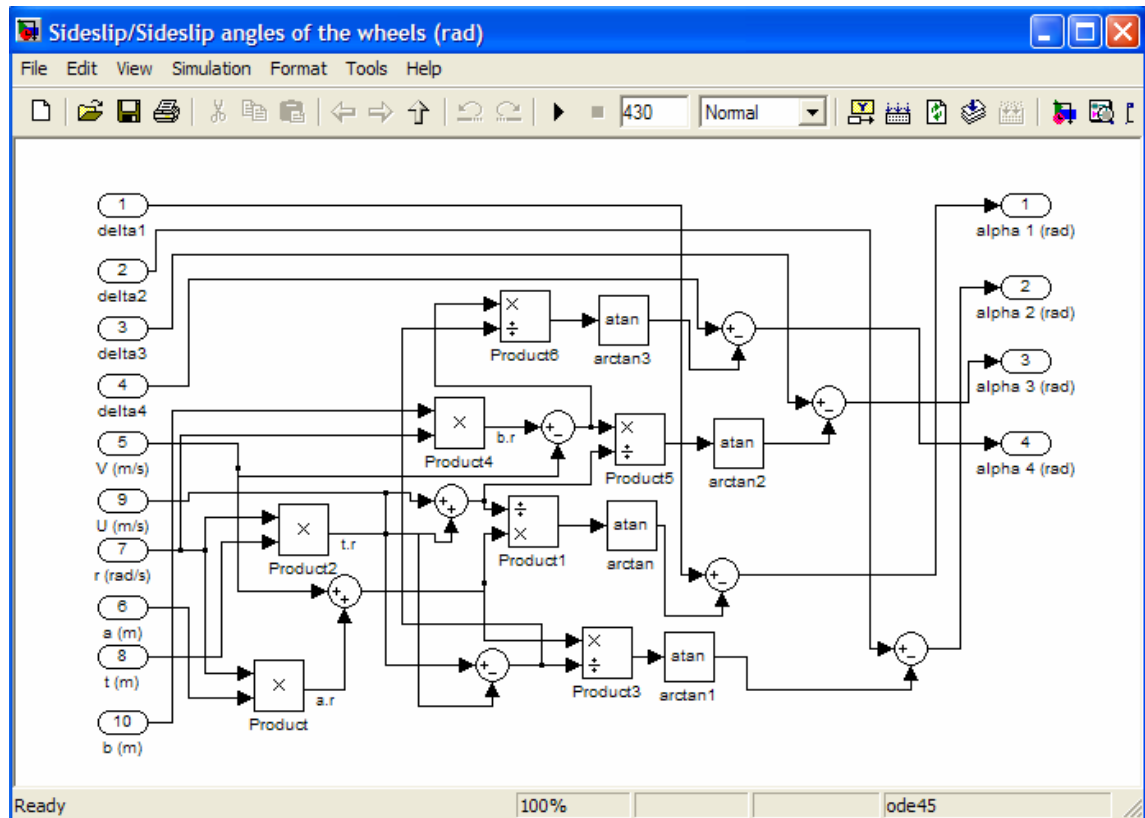 Sideslip/Sideslip angles of the wheels (rad)
File Edit View Simulation Format Tools Help
430 Normal
1
delta1
2
delta2
3
delta3
4
delta4
5
V (m/s)
9
U (m/s)
7
r (rad/s)
6
a (m)
8
t (m)
10
b (m)
×
÷
Product6
atan
arctan3
+
−
×
Product4
b.r
+
−
×
÷
Product5
atan
arctan2
+
−
×
Product2
t.r
+
+
÷
×
Product1
atan
arctan
+
−
+
+
×
Product
a.r
+
−
×
÷
Product3
atan
arctan1
+
−
1
alpha 1 (rad)
2
alpha 2 (rad)
3
alpha 3 (rad)
4
alpha 4 (rad)
Ready 100% ode45